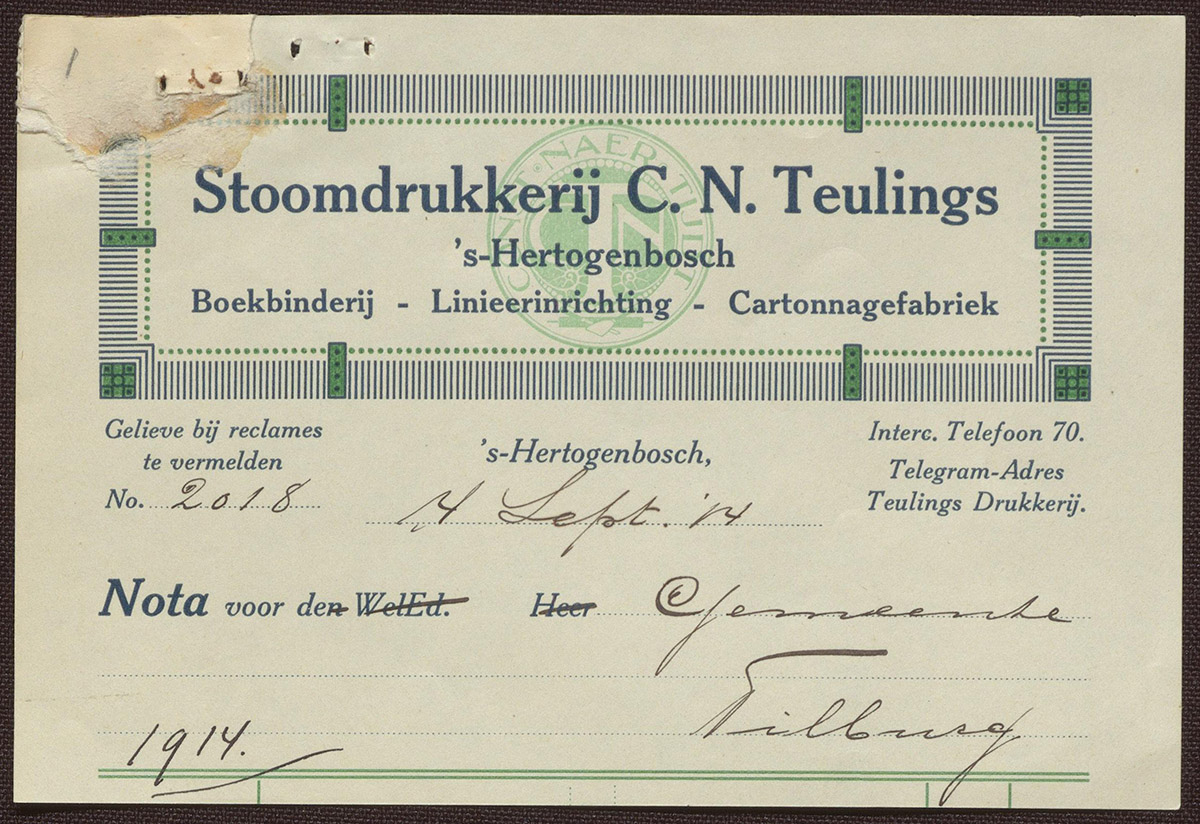 Stoomdrukkerij C. N. Teulings
's-Hertogenbosch
Boekbinderij - Linieerinrichting - Cartonnagefabriek
Gelieve bij reclames
te vermelden
No. 2018
's-Hertogenbosch,
4 Sept. '14
Interc. Telefoon 70.
Telegram-Adres
Teulings Drukkerij.
Nota voor den WelEd. Heer Gemeente
Tilburg
1914.